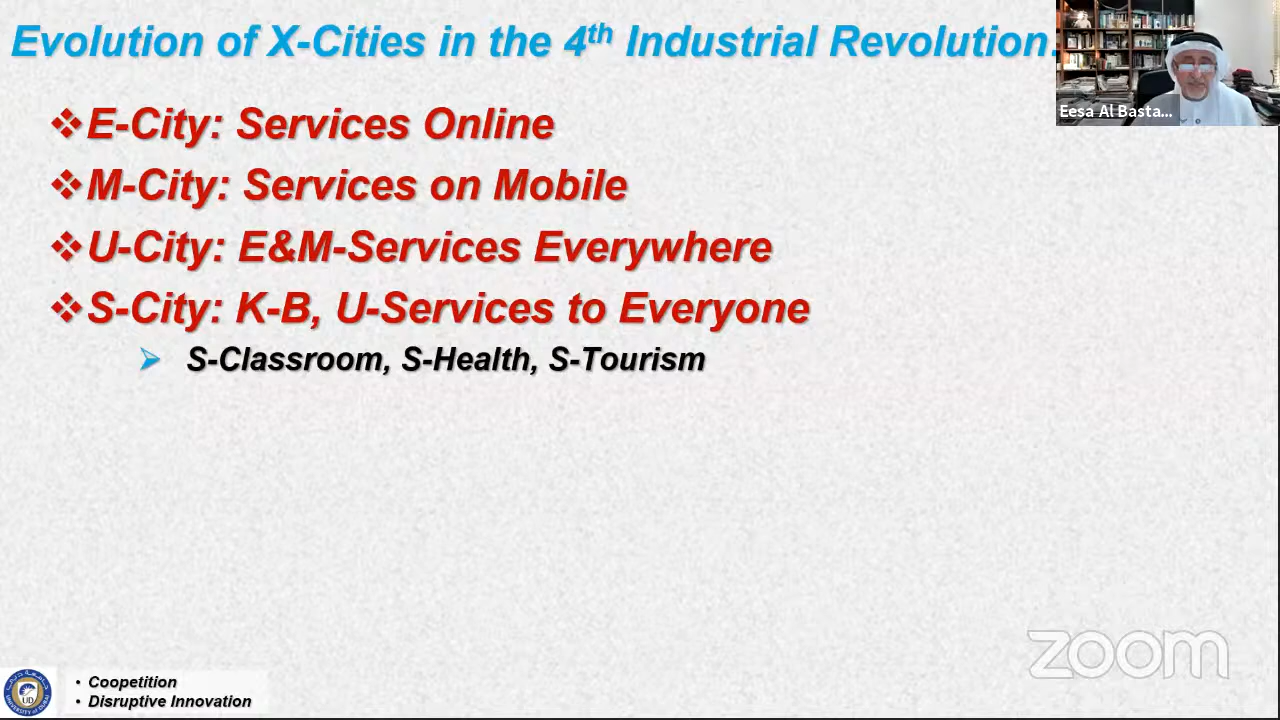 Evolution of X-Cities in the 4th Industrial Revolution.
Eesa Al Basta...
❖E-City: Services Online
❖M-City: Services on Mobile
❖U-City: E&M-Services Everywhere
❖S-City: K-B, U-Services to Everyone
➢ S-Classroom, S-Health, S-Tourism
zoom
• Coopetition
• Disruptive Innovation
UD